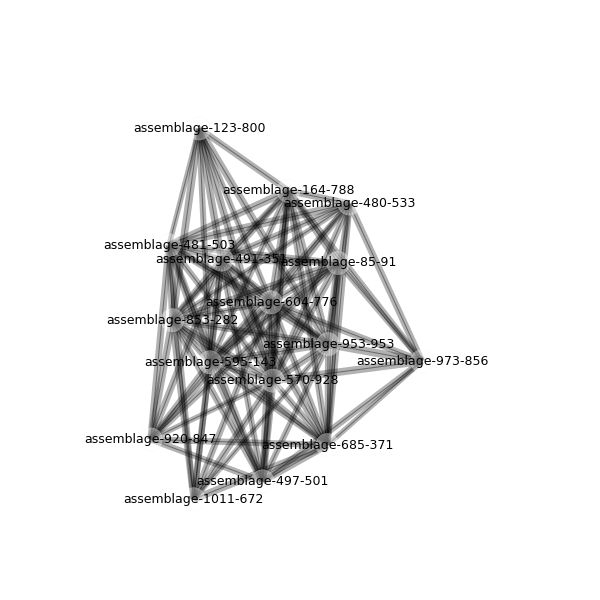 assemblage-123-800
assemblage-164-788
assemblage-480-533
assemblage-481-503
assemblage-491-351
assemblage-85-91
assemblage-604-776
assemblage-853-282
assemblage-953-953
assemblage-595-143
assemblage-973-856
assemblage-570-928
assemblage-920-847
assemblage-685-371
assemblage-497-501
assemblage-1011-672